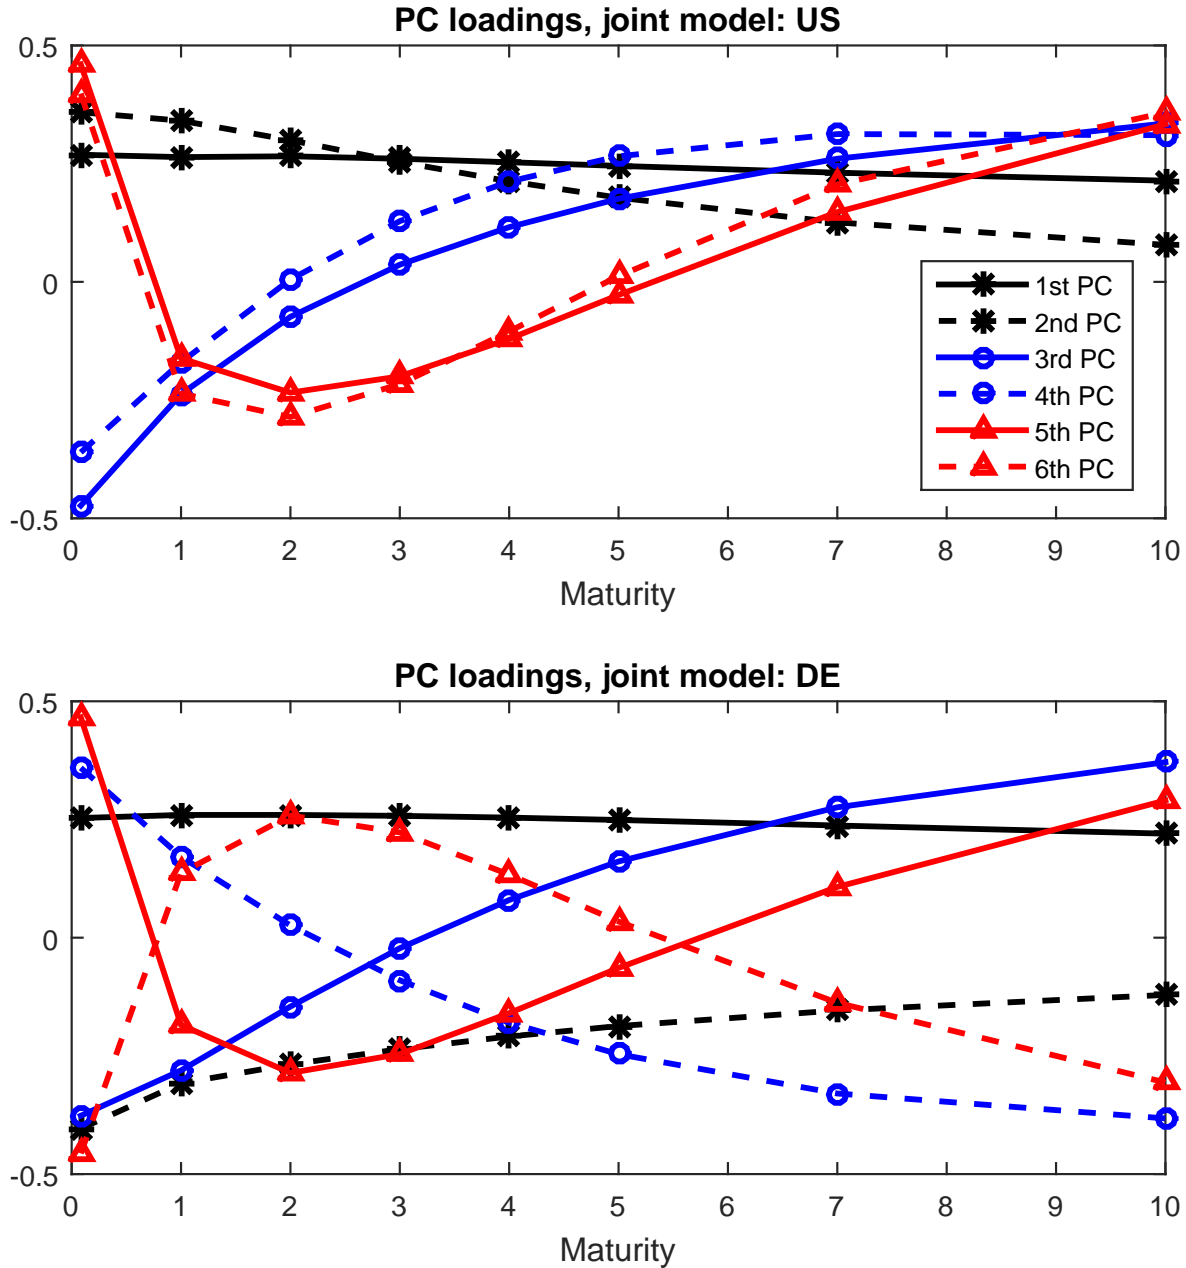 PC loadings, joint model: US
0.5
0
-0.5
0 1 2 3 4 5 6 7 8 9 10
Maturity
1st PC
2nd PC
3rd PC
4th PC
5th PC
6th PC
PC loadings, joint model: DE
0.5
0
-0.5
0 1 2 3 4 5 6 7 8 9 10
Maturity